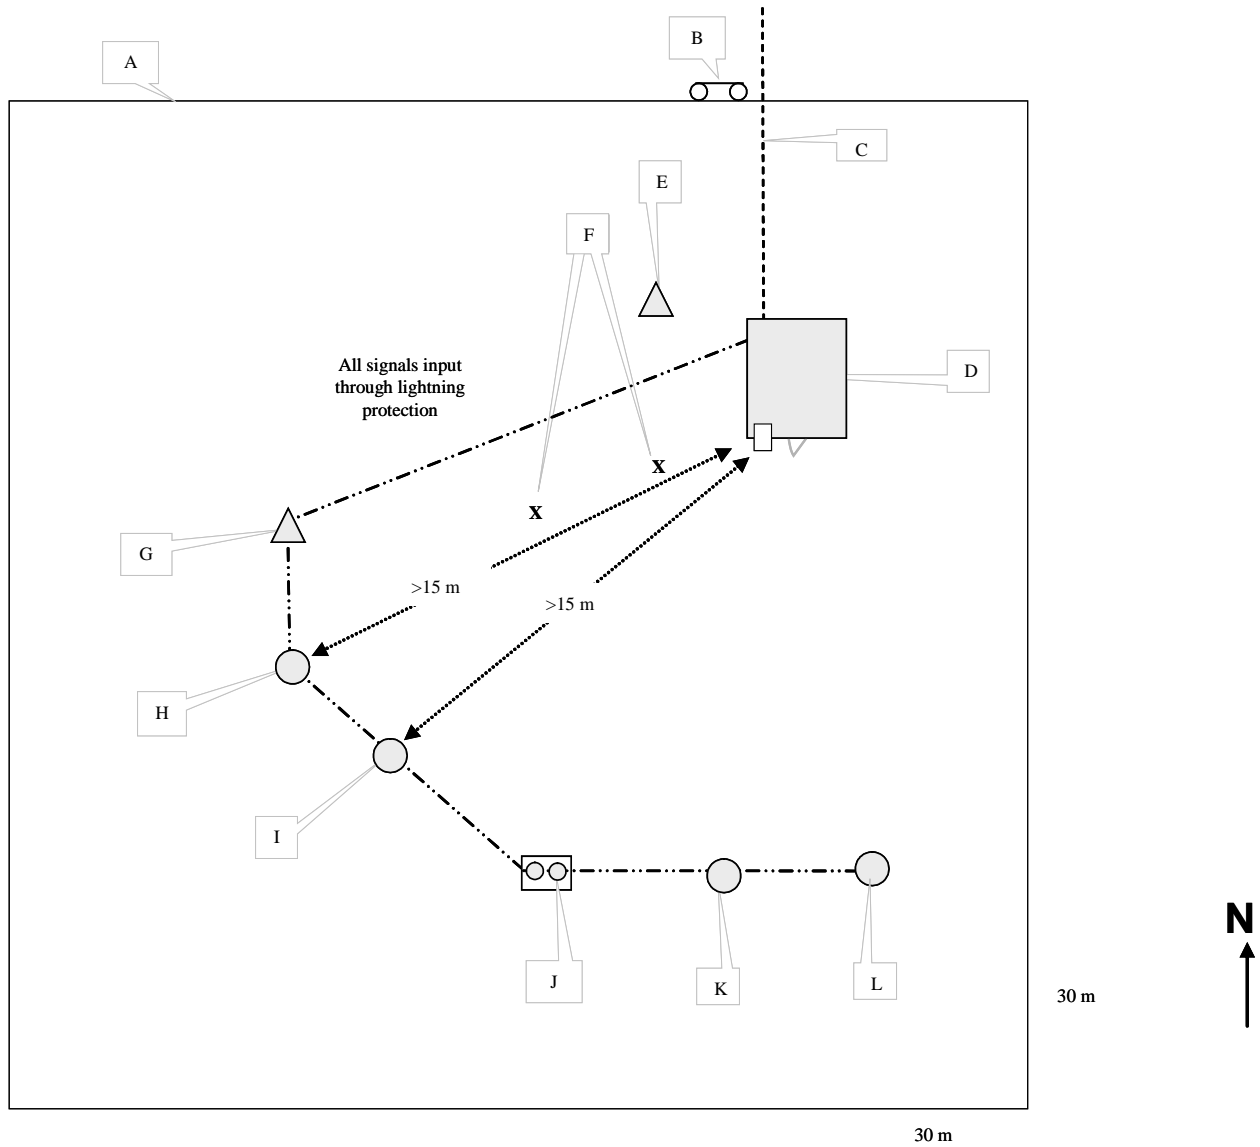 B
A
C
E
F
All signals input
through lightning
protection
D
X
X
G
>15 m
>15 m
H
I
N
J
K
L
30 m
30 m